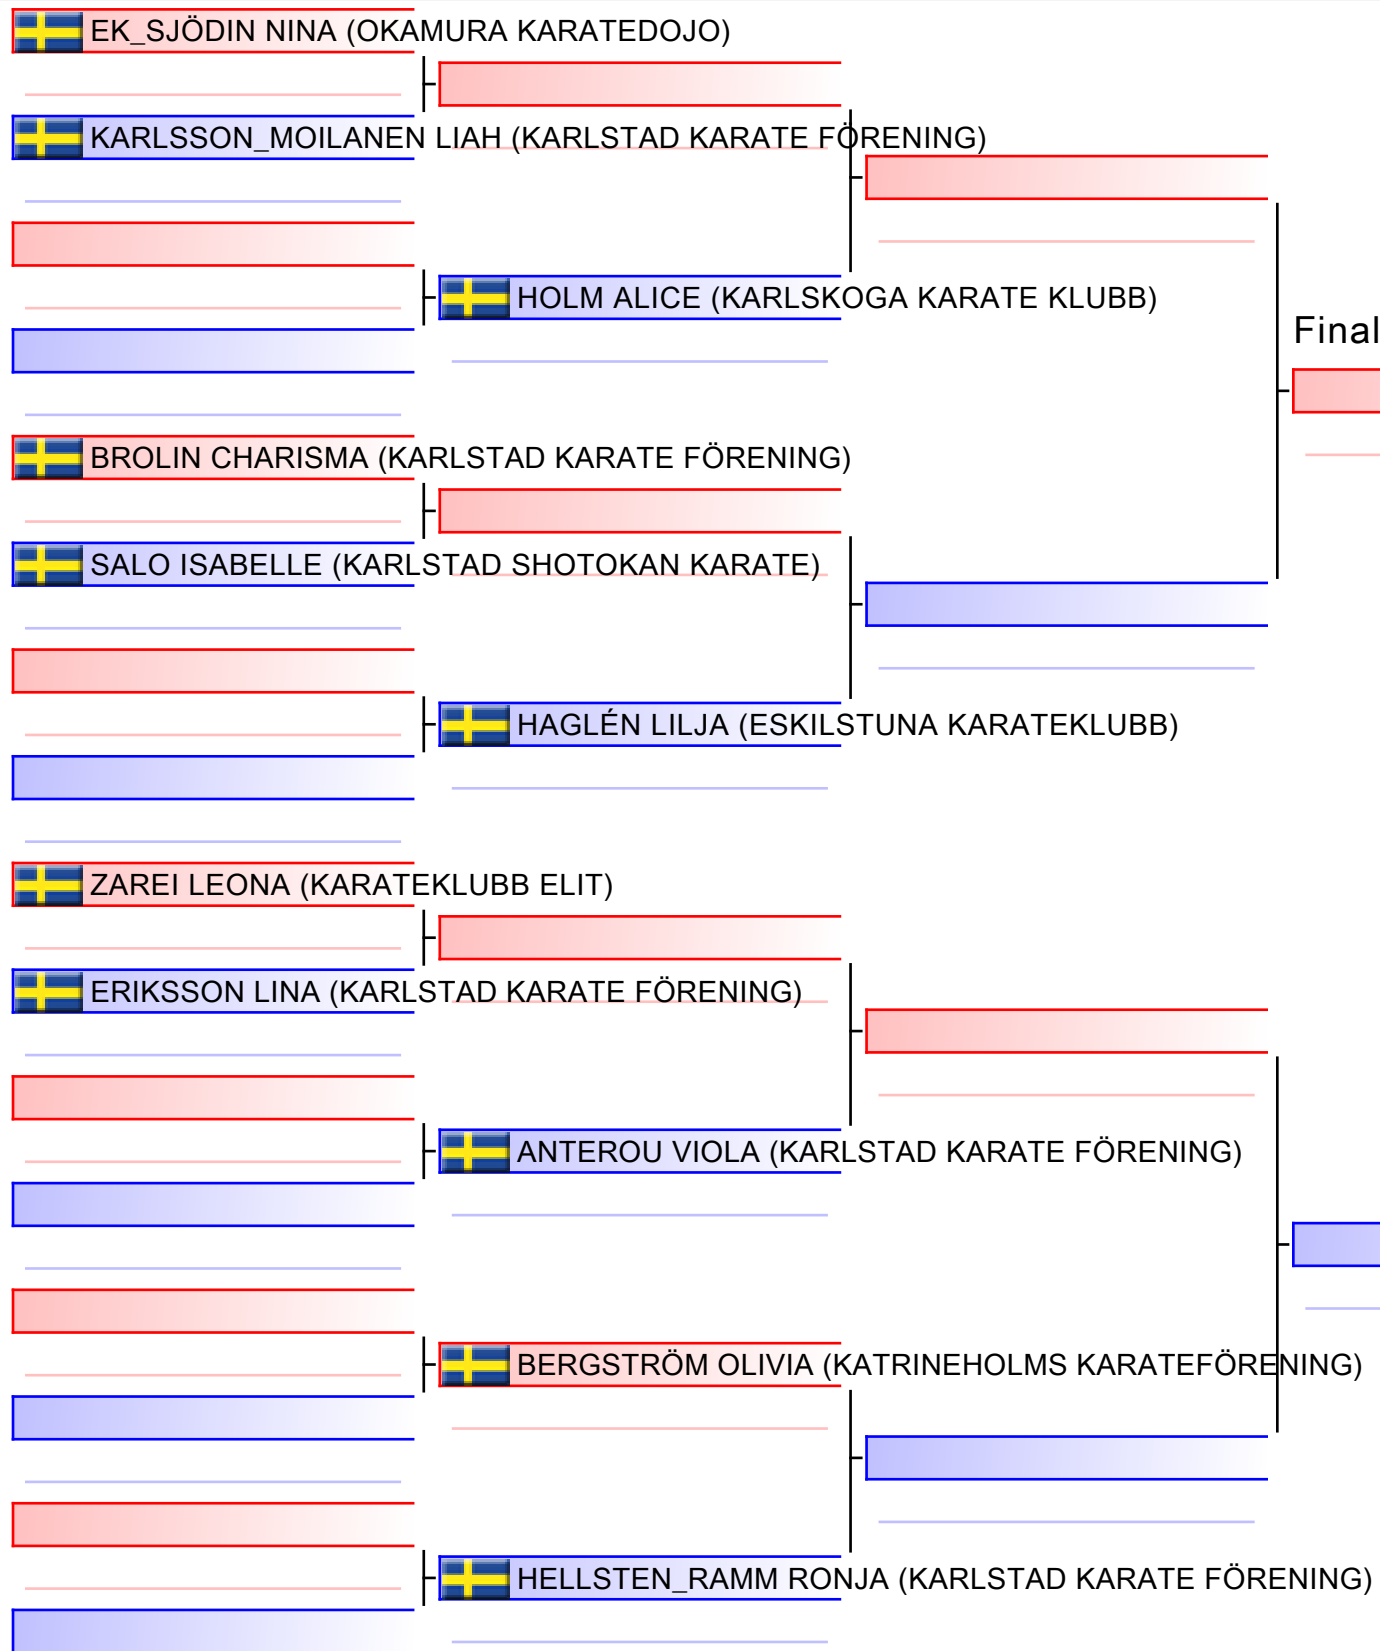 EK_SJÖDIN NINA (OKAMURA KARATEDOJO)
KARLSSON_MOILANEN LIAH (KARLSTAD KARATE FÖRENING)
HOLM ALICE (KARLSKOGA KARATE KLUBB)
Final
BROLIN CHARISMA (KARLSTAD KARATE FÖRENING)
SALO ISABELLE (KARLSTAD SHOTOKAN KARATE)
HAGLÉN LILJA (ESKILSTUNA KARATEKLUBB)
ZAREI LEONA (KARATEKLUBB ELIT)
ERIKSSON LINA (KARLSTAD KARATE FÖRENING)
ANTEROU VIOLA (KARLSTAD KARATE FÖRENING)
BERGSTRÖM OLIVIA (KATRINEHOLMS KARATEFÖRENING)
HELLSTEN_RAMM RONJA (KARLSTAD KARATE FÖRENING)